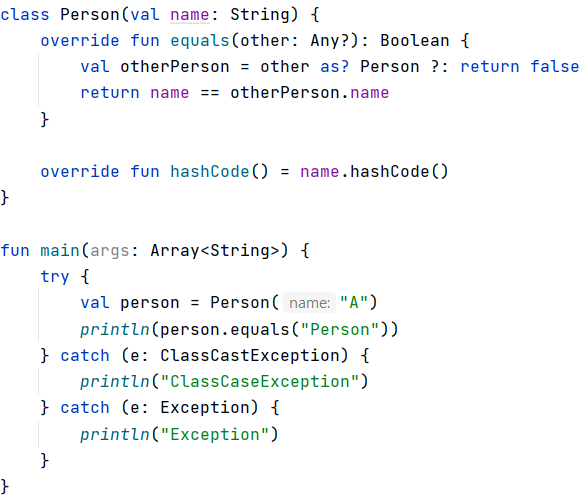 class Person(val name: String) {
    override fun equals(other: Any?): Boolean {
        val otherPerson = other as? Person ?: return false
        return name == otherPerson.name
    }

    override fun hashCode() = name.hashCode()
}

fun main(args: Array<String>) {
    try {
        val person = Person( name: "A")
        println(person.equals("Person"))
    } catch (e: ClassCastException) {
        println("ClassCaseException")
    } catch (e: Exception) {
        println("Exception")
    }
}